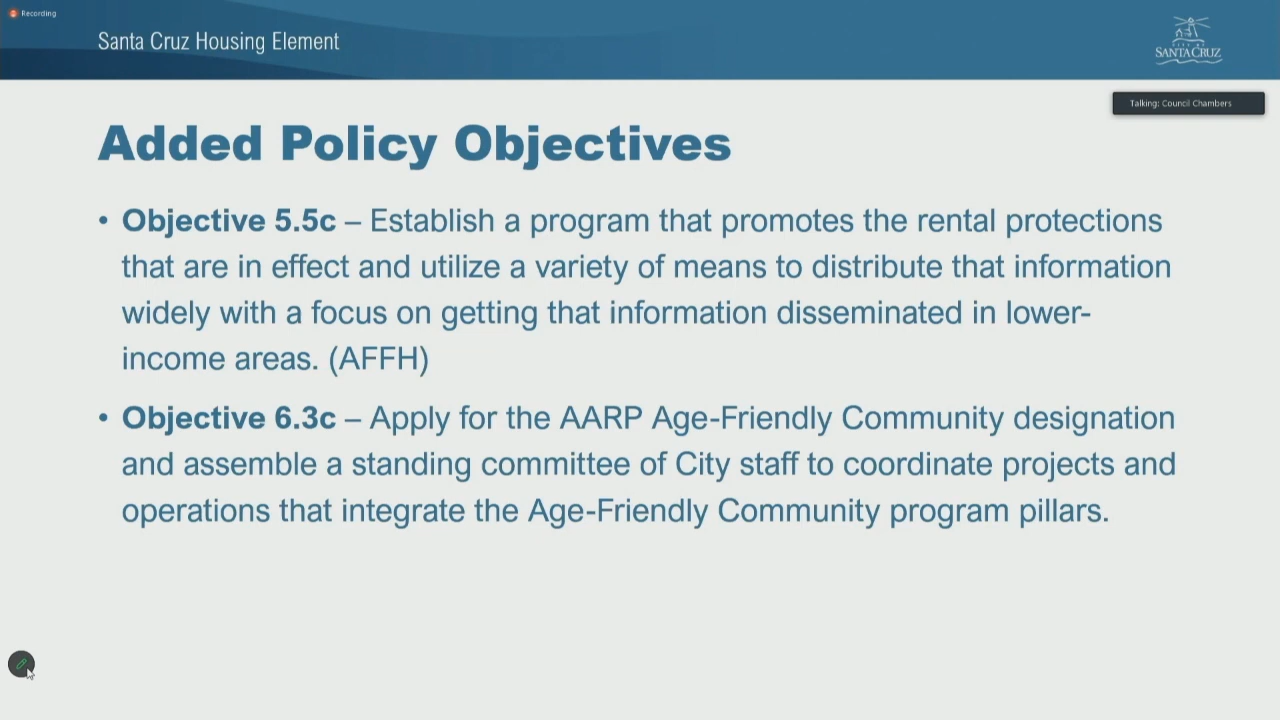 Recording
Santa Cruz Housing Element
CITY OF
SANTA CRUZ
Talking: Council Chambers
Added Policy Objectives
• Objective 5.5c – Establish a program that promotes the rental protections
that are in effect and utilize a variety of means to distribute that information
widely with a focus on getting that information disseminated in lower-
income areas. (AFFH)
• Objective 6.3c – Apply for the AARP Age-Friendly Community designation
and assemble a standing committee of City staff to coordinate projects and
operations that integrate the Age-Friendly Community program pillars.